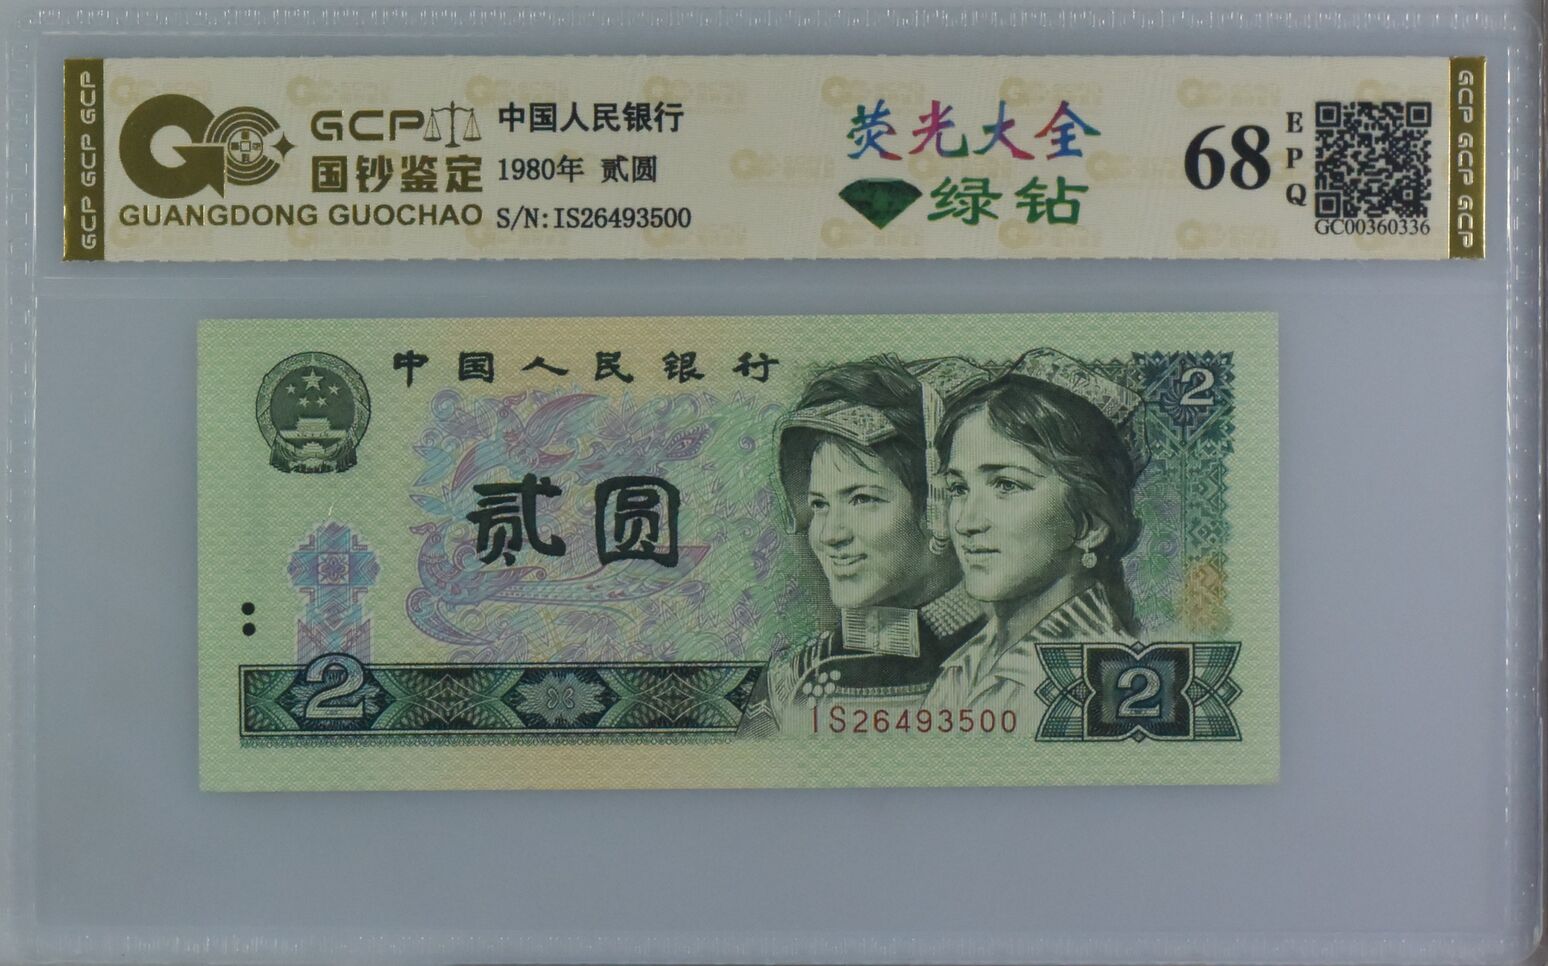 GCP GCP GCP
GCP
国钞鉴定
GUANGDONG GUOCHAO
中国人民银行
1980年 贰圆
S/N:IS26493500
荧光大全
绿钻
68
EPQ
GC00360336
GCP GCP GCP
中国人民银行
2
贰圆
2
IS26493500
2